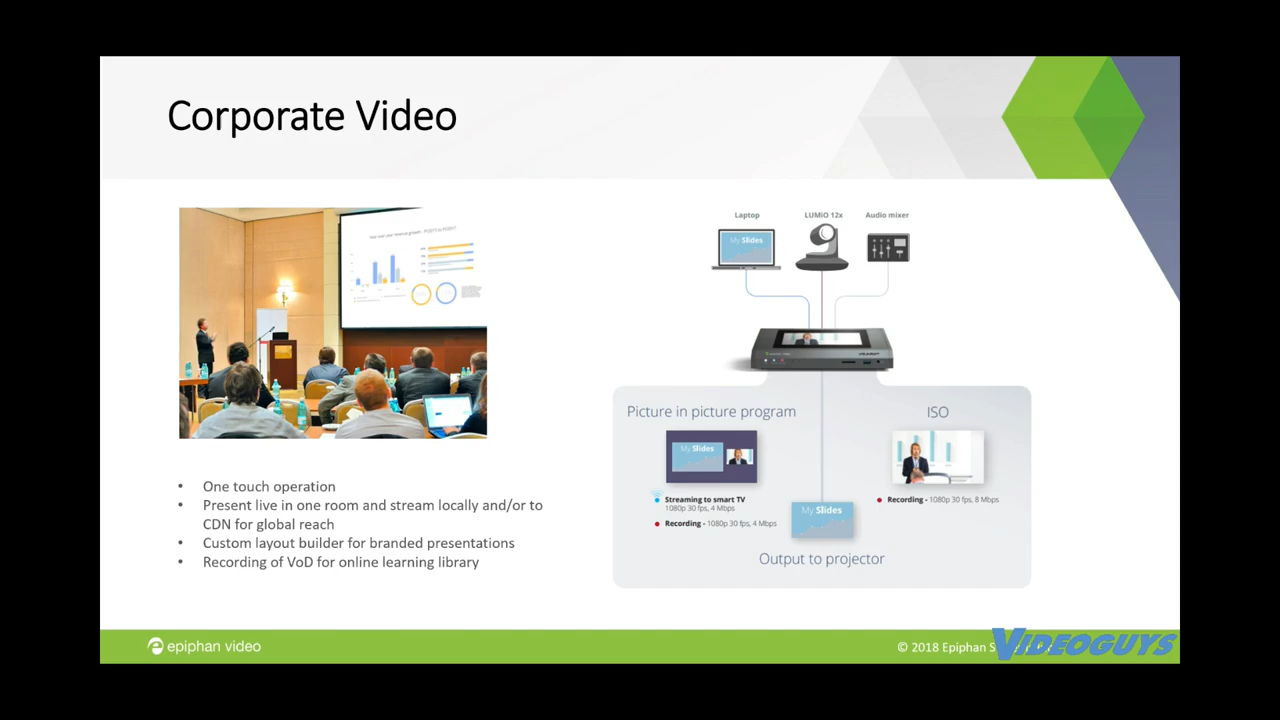 Corporate Video
One touch operation
Present live in one room and stream locally and/or to
CDN for global reach
Custom layout builder for branded presentations
Recording of VoD for online learning library
Laptop
LUMiO 12x
Audio mixer
My Slides
Picture in picture program
ISO
My Slides
Streaming to smart TV
1080p 30 fps, 4 Mbps
Recording - 1080p 30 fps, 4 Mbps
My Slides
Recording - 1080p 30 fps, 8 Mbps
Output to projector
epiphan video
© 2018 Epiphan
VIDEOGUYS